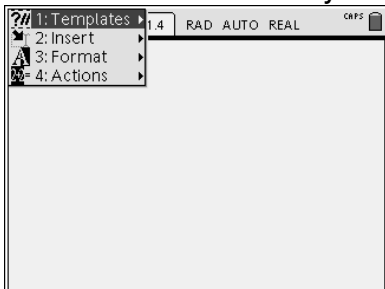 1: Templates 1.4 RAD AUTO REAL CAPS
2: Insert
3: Format
4: Actions